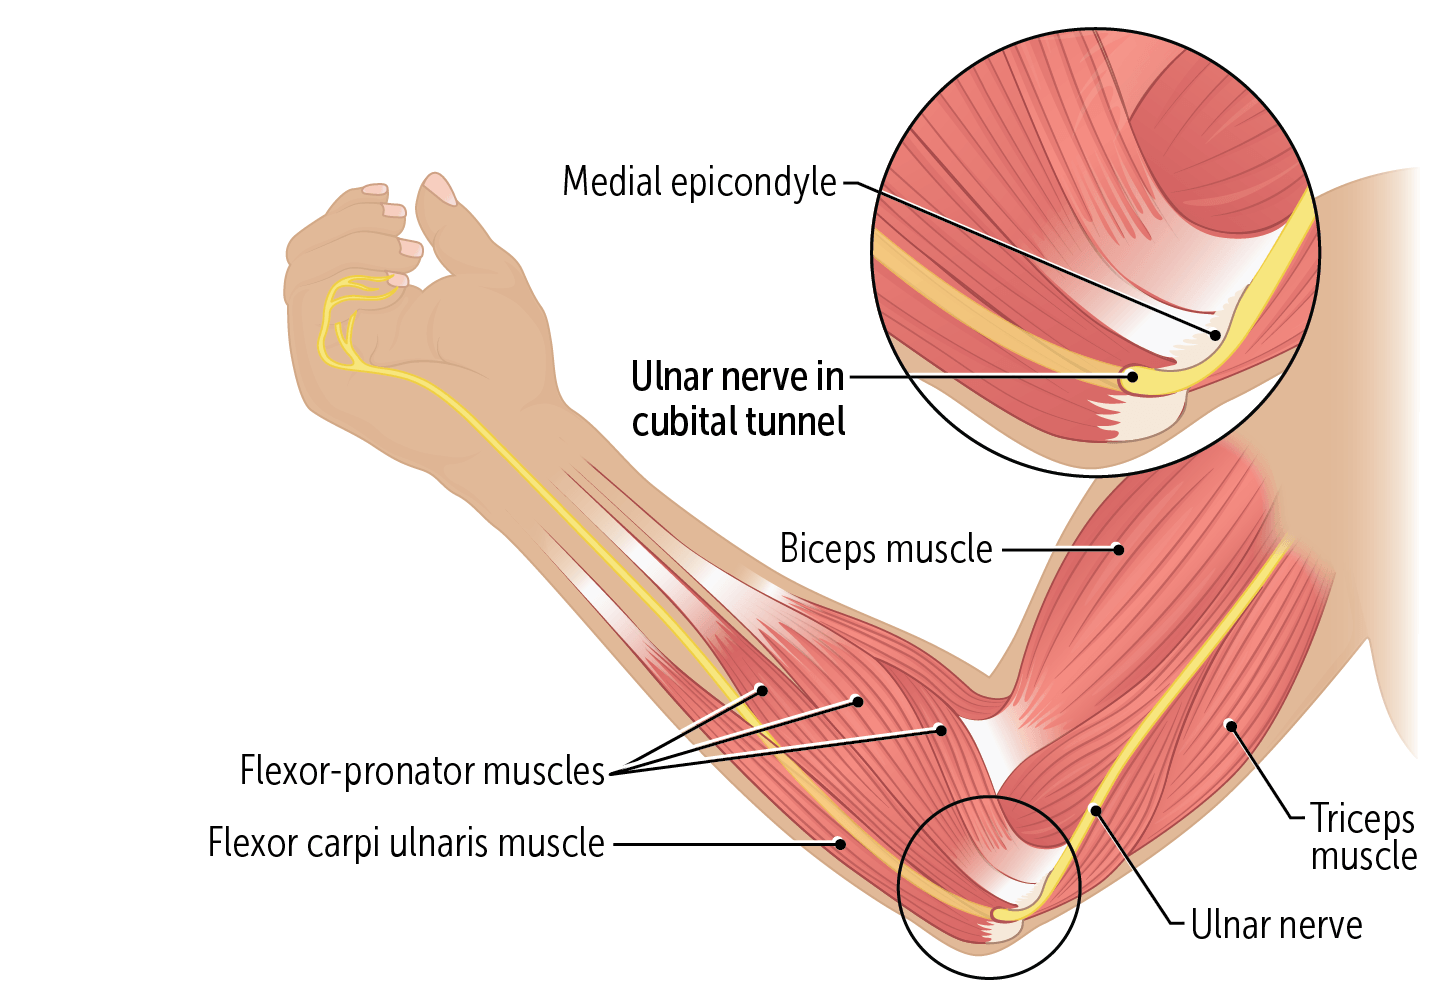 Medial epicondyle
Ulnar nerve in
cubital tunnel
Biceps muscle
Flexor-pronator muscles
Flexor carpi ulnaris muscle
Triceps
muscle
Ulnar nerve